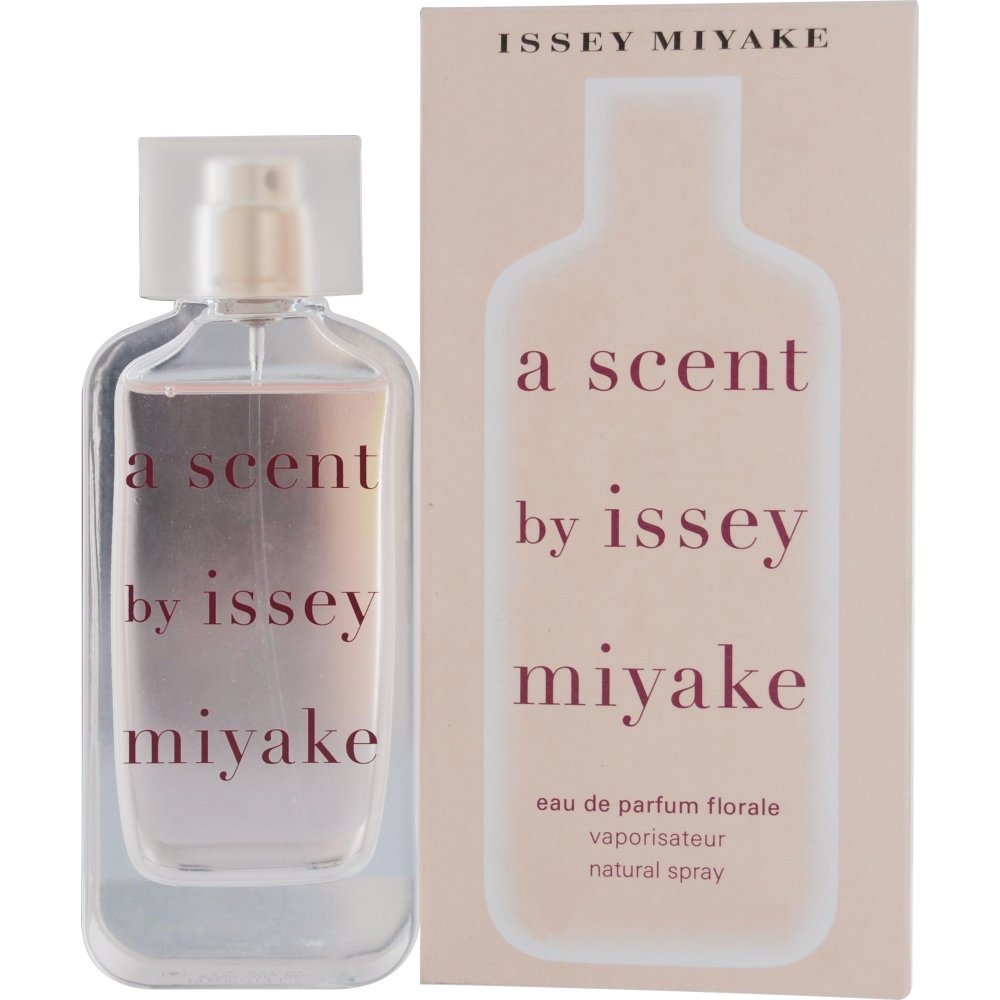 a scent
by issey
miyake
ISSEY MIYAKE
a scent
by issey
miyake
eau de parfum florale
vaporisateur
natural spray